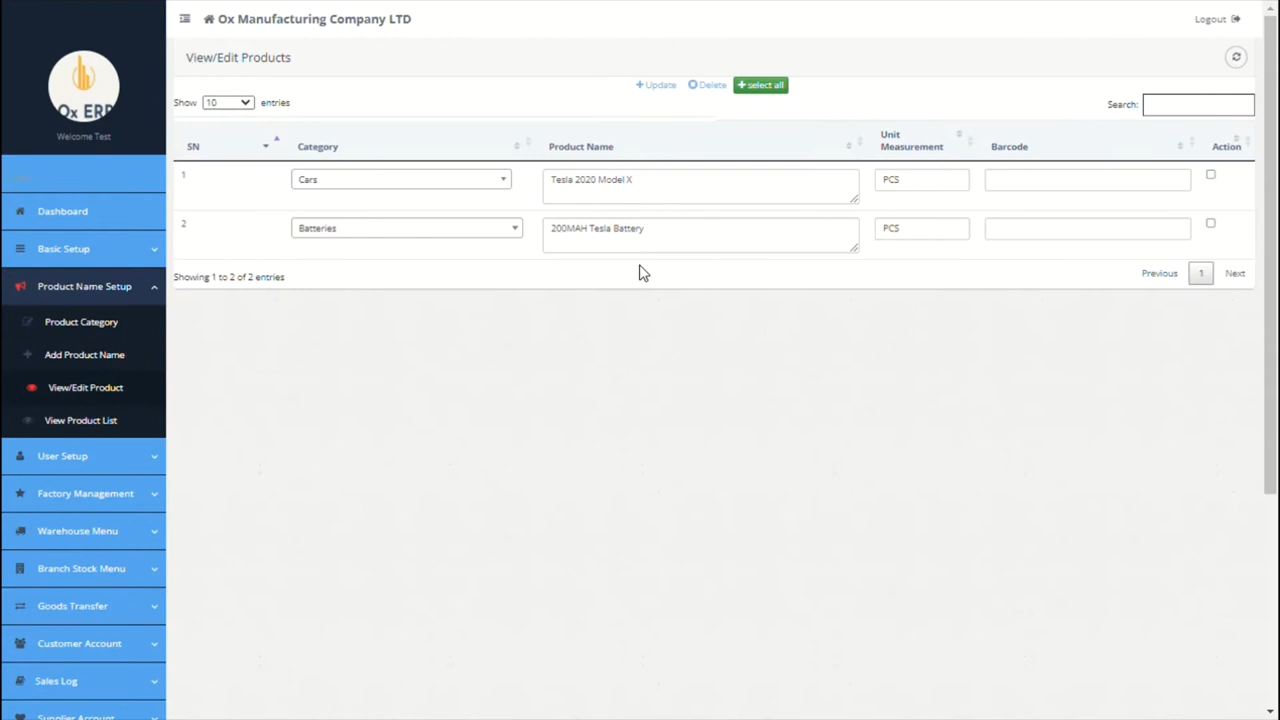 Ox Manufacturing Company LTD
Logout
Ox ERP
Welcome Test
Dashboard
Basic Setup
Product Name Setup
Product Category
Add Product Name
View/Edit Product
View Product List
User Setup
Factory Management
Warehouse Menu
Branch Stock Menu
Goods Transfer
Customer Account
Sales Log
Supplier Account
View/Edit Products
Update Delete select all
Show 10 entries
Search:
SN Category Product Name Unit Measurement Barcode Action
1 Cars Tesla 2020 Model X PCS
2 Batteries 200MAH Tesla Battery PCS
Showing 1 to 2 of 2 entries
Previous 1 Next